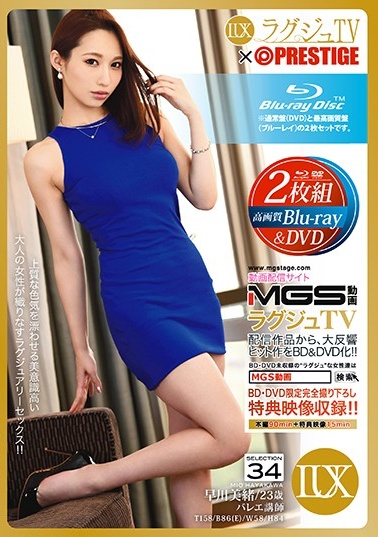 LUX ラグジュTV
×
PRESTIGE
Blu-ray Disc™
※通常盤(DVD)と最高画質盤
(ブルーレイ)の2枚セットです。
Blu-ray Disc
DVD
2枚組
高画質Blu-ray
&DVD
www.mgstage.com
動画配信サイト
MGS動画
ラグジュTV
配信作品から、大反響
ヒット作をBD&DVD化!!
BD・DVD未収録の"ラグジュ"な女性達は
MGS動画 検索
BD・DVD限定完全撮り下ろし
特典映像収録!!
本編90min+特典映像15min
上質な色気を漂わせる美意識高い
大人の女性が織りなすラグジュアリーセックス!!
SELECTION
34
MIO HAYAKAWA
早川美緒/23歳
バレエ講師
T158/B86(E)/W58/H84
LUX